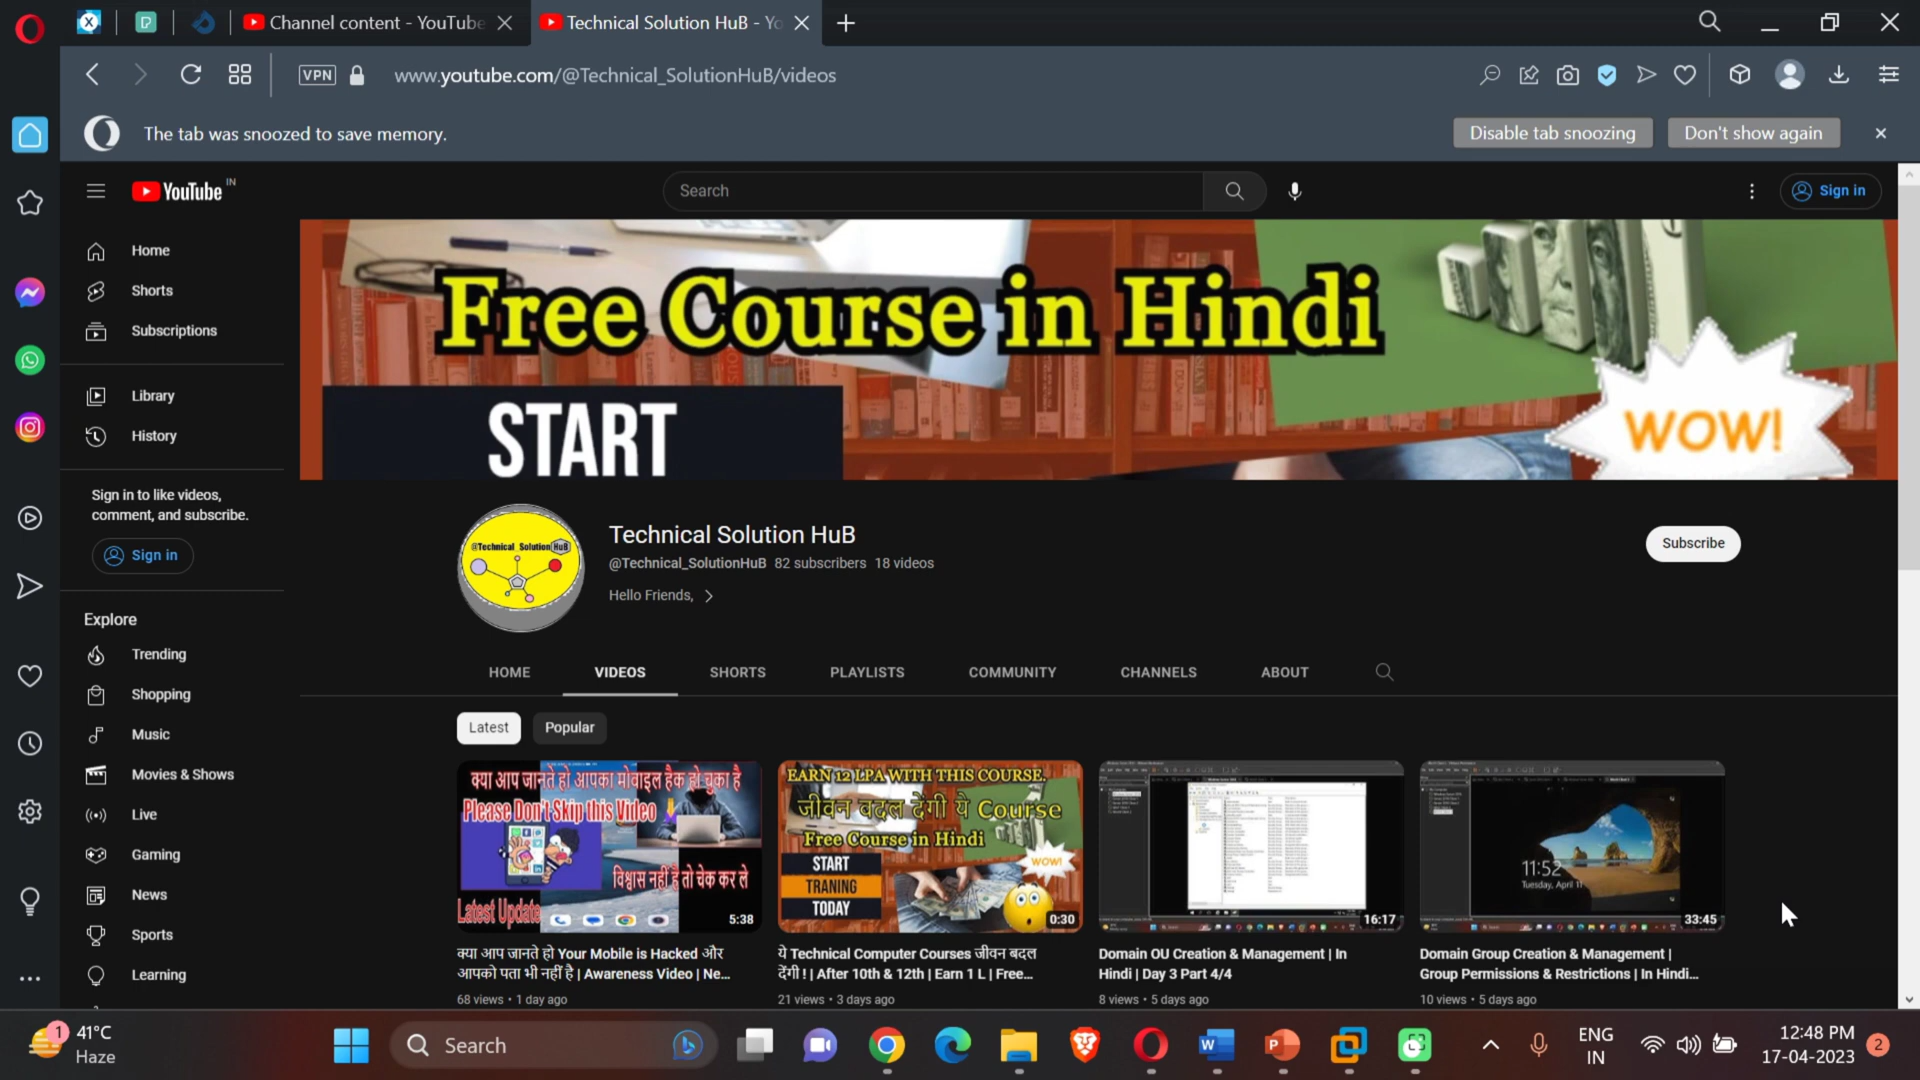 Channel content - YouTube
Technical Solution HuB - Yo
VPN
www.youtube.com/@Technical_SolutionHuB/videos
The tab was snoozed to save memory.
Disable tab snoozing
Don't show again
YouTube IN
Search
Sign in
Home
Shorts
Subscriptions
Library
History
Sign in to like videos,
comment, and subscribe.
Sign in
Explore
Trending
Shopping
Music
Movies & Shows
Live
Gaming
News
Sports
Learning
Free Course in Hindi
START
WOW!
@Technical_Solution HuB
Technical Solution HuB
@Technical_SolutionHuB 82 subscribers 18 videos
Hello Friends,
Subscribe
HOME
VIDEOS
SHORTS
PLAYLISTS
COMMUNITY
CHANNELS
ABOUT
Latest
Popular
क्या आप जानते हो आपका मोबाइल हैक हो चुका है
Please Don't Skip this Video
विश्वास नहीं है तो चेक कर ले
Latest Update
5:38
क्या आप जानते हो Your Mobile is Hacked और
आपको पता भी नहीं है | Awareness Video | Ne...
68 views • 1 day ago
EARN 12 LPA WITH THIS COURSE.
जीवन बदल देंगी ये Course
Free Course in Hindi
START
TRANING
TODAY
WOW!
0:30
ये Technical Computer Courses जीवन बदल
देंगी ! | After 10th & 12th | Earn 1 L | Free...
21 views • 3 days ago
16:17
Domain OU Creation & Management | In
Hindi | Day 3 Part 4/4
8 views • 5 days ago
11:52
Tuesday, April 11
33:45
Domain Group Creation & Management |
Group Permissions & Restrictions | In Hindi...
10 views • 5 days ago
1
41°C
Haze
Search
ENG
IN
12:48 PM
17-04-2023
2